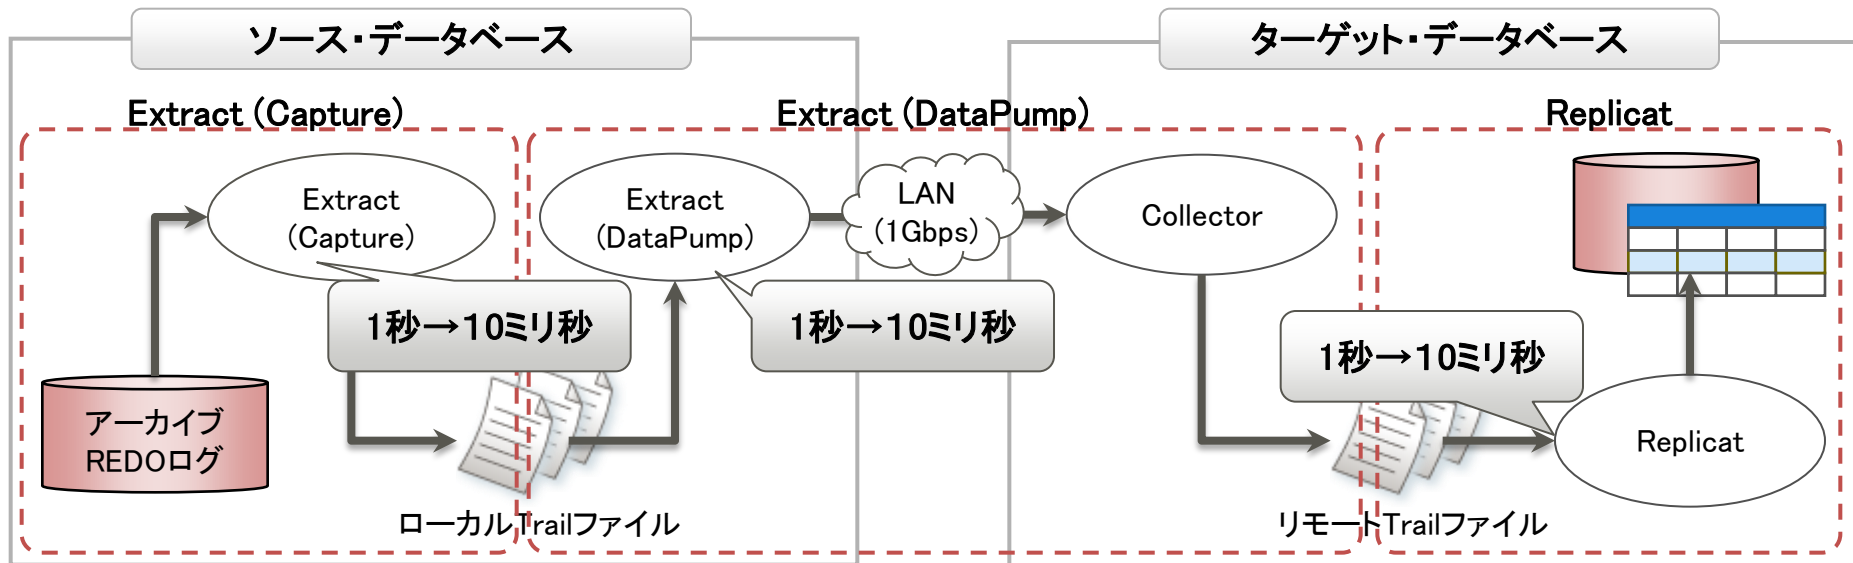 ソース・データベース
ターゲット・データベース
Extract (Capture)
Extract (DataPump)
Replicat
Extract
(Capture)
Extract
(DataPump)
LAN
(1Gbps)
Collector
1秒→10ミリ秒
1秒→10ミリ秒
1秒→10ミリ秒
アーカイブ
REDOログ
Replicat
ローカルTrailファイル
リモートTrailファイル